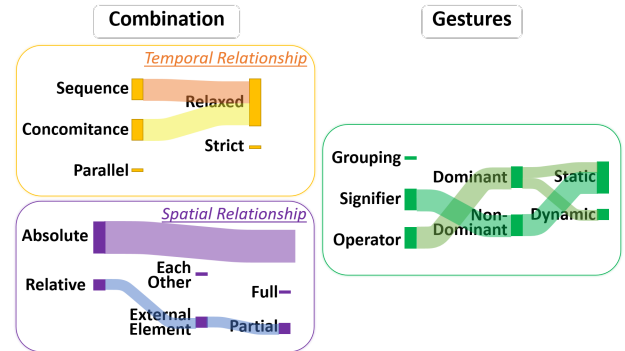 Combination
Gestures
Temporal Relationship
Sequence
Relaxed
Concomitance
Strict
Parallel
Spatial Relationship
Absolute
Each
Other
Relative
Full
External
Element
Partial
Grouping
Dominant
Static
Signifier
Non-
Dominant
Dynamic
Operator